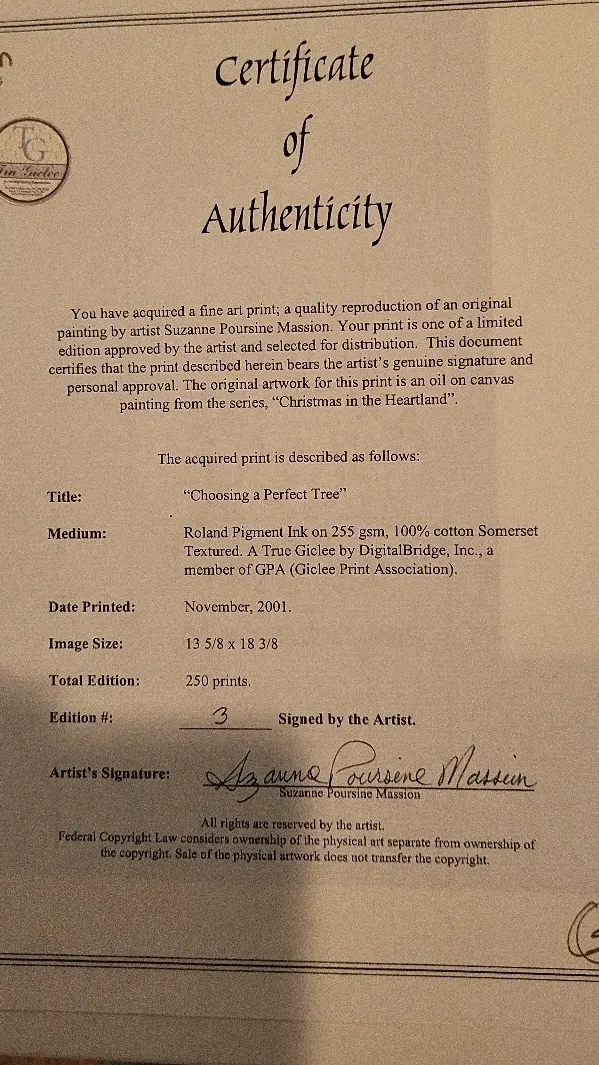 Certificate
of
Authenticity
TG
True Giclee
You have acquired a fine art print; a quality reproduction of an original
painting by artist Suzanne Poursine Massion. Your print is one of a limited
edition approved by the artist and selected for distribution. This document
certifies that the print described herein bears the artist's genuine signature and
personal approval. The original artwork for this print is an oil on canvas
painting from the series, "Christmas in the Heartland".
The acquired print is described as follows:
Title: "Choosing a Perfect Tree"
Medium: Roland Pigment Ink on 255 gsm, 100% cotton Somerset
Textured. A True Giclee by DigitalBridge, Inc., a
member of GPA (Giclee Print Association).
Date Printed: November, 2001.
Image Size: 13 5/8 x 18 3/8
Total Edition: 250 prints.
Edition #: 3 Signed by the Artist.
Artist's Signature: Suzanne Poursine Massion
Suzanne Poursine Massion
All rights are reserved by the artist.
Federal Copyright Law considers ownership of the physical art separate from ownership of
the copyright. Sale of the physical artwork does not transfer the copyright.